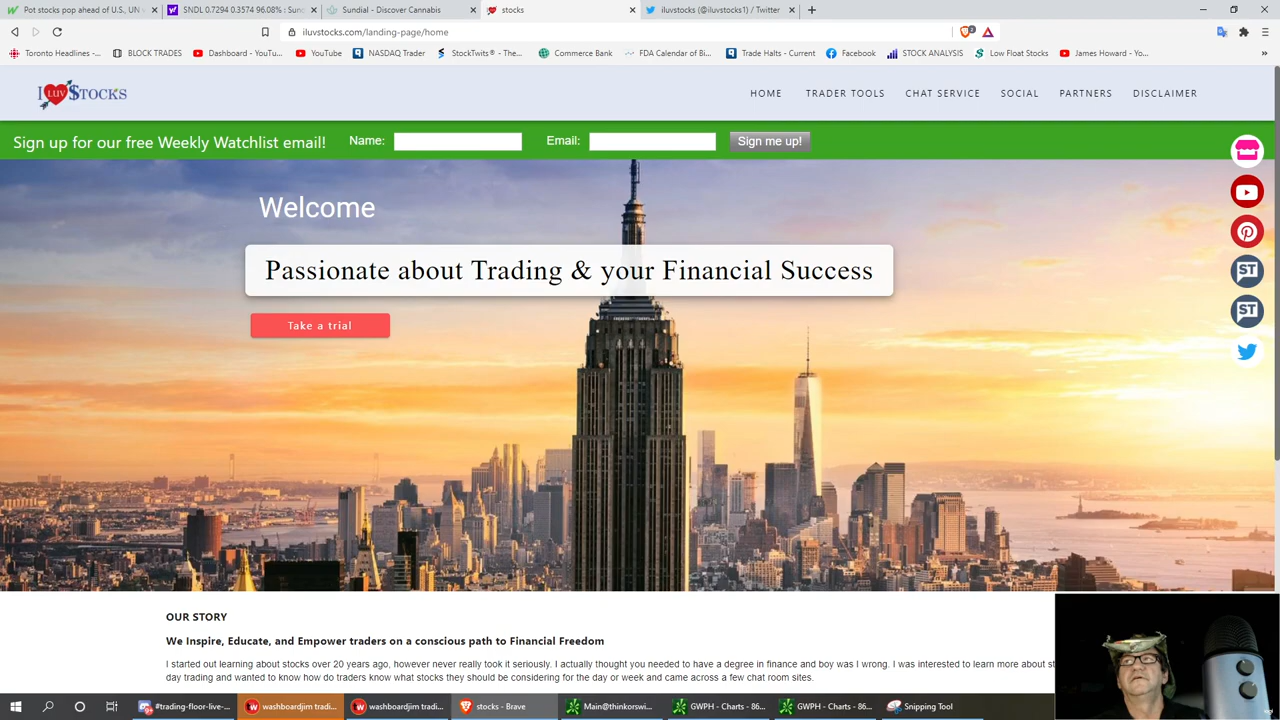 Pot stocks pop ahead of U.S., UN
SNDL 0.7294 0.3574 96.08% : Sun
Sundial - Discover Cannabis
stocks
iluvstocks (@iluvstocks1) / Twitter
iluvstocks.com/landing-page/home
Toronto Headlines -...
BLOCK TRADES
Dashboard - YouTu...
YouTube
NASDAQ Trader
StockTwits® - The...
Commerce Bank
FDA Calendar of Bi...
Trade Halts - Current
Facebook
STOCK ANALYSIS
Low Float Stocks
James Howard - Yo...
I LUV $TOCKS
HOME
TRADER TOOLS
CHAT SERVICE
SOCIAL
PARTNERS
DISCLAIMER
Sign up for our free Weekly Watchlist email! Name: Email: Sign me up!
Welcome
Passionate about Trading & your Financial Success
Take a trial
ST
ST
OUR STORY
We Inspire, Educate, and Empower traders on a conscious path to Financial Freedom
I started out learning about stocks over 20 years ago, however never really took it seriously. I actually thought you needed to have a degree in finance and boy was I wrong. I was interested to learn more about
day trading and wanted to know how do traders know what stocks they should be considering for the day or week and came across a few chat room sites.
#trading-floor-live-...
washboardjim tradi...
washboardjim tradi...
stocks - Brave
Main@thinkorswi...
GWPH - Charts - 86...
GWPH - Charts - 86...
Snipping Tool